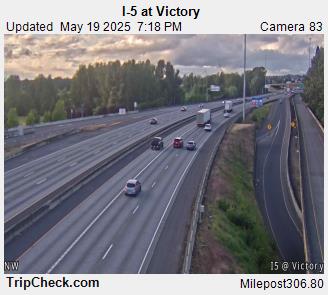 I-5 at Victory
Updated  May 19 2025  7:18 PM
Camera 83
NW
I5 @ Victory
TripCheck.com
Milepost306.80